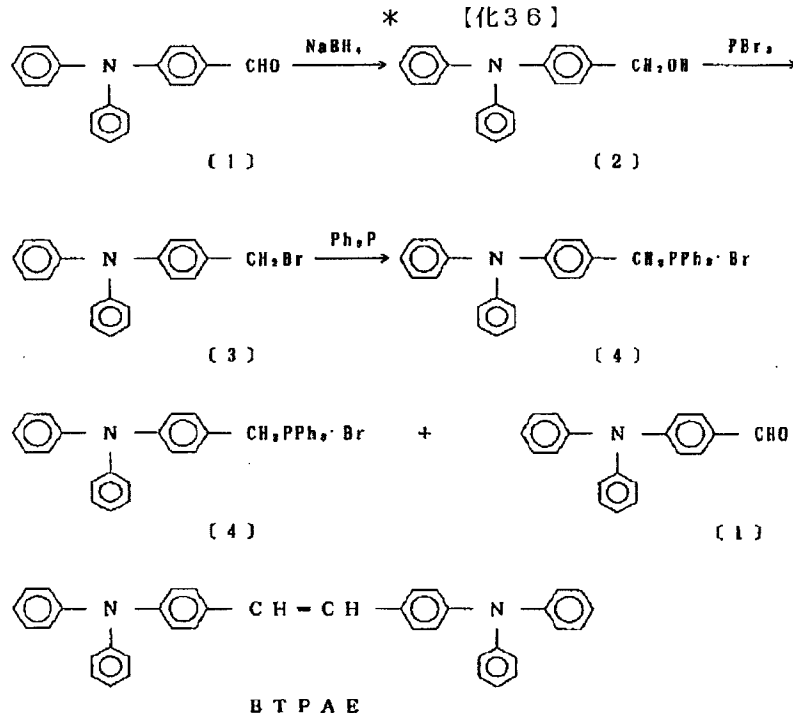 * 【化36】
N CHO NaBH₄ N CH₂OH PBr₃
(1) (2)
N CH₂Br Ph₃P N CH₂PPh₃·Br
(3) (4)
N CH₂PPh₃·Br + N CHO
(4) (1)
N CH=CH N
BTPAE